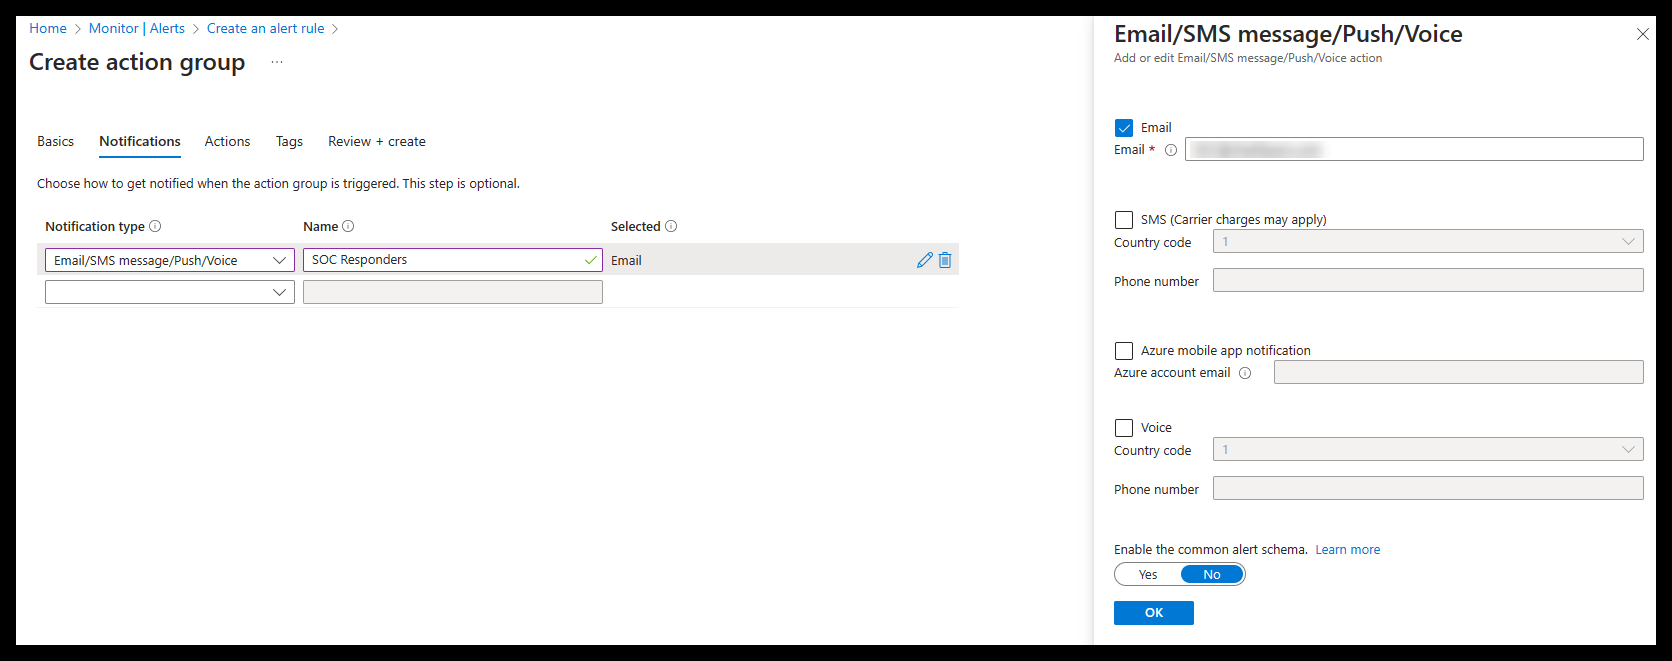 Home > Monitor | Alerts > Create an alert rule >
Create action group ...
Basics Notifications Actions Tags Review + create
Choose how to get notified when the action group is triggered. This step is optional.
Notification type Name Selected
Email/SMS message/Push/Voice SOC Responders Email
Email/SMS message/Push/Voice
Add or edit Email/SMS message/Push/Voice action
Email
Email *
SMS (Carrier charges may apply)
Country code 1
Phone number
Azure mobile app notification
Azure account email
Voice
Country code 1
Phone number
Enable the common alert schema. Learn more
Yes No
OK